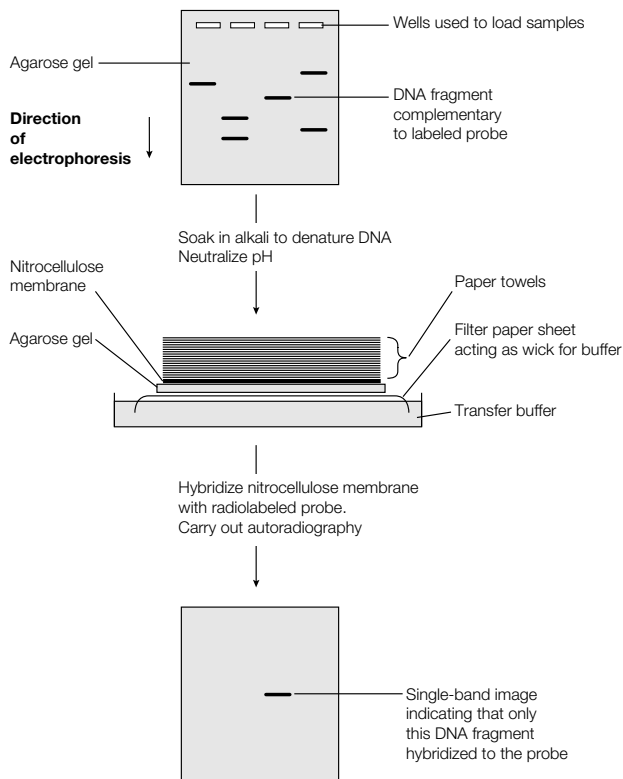 Wells used to load samples
Agarose gel
DNA fragment
complementary
to labeled probe
Direction
of
electrophoresis
Soak in alkali to denature DNA
Neutralize pH
Nitrocellulose
membrane
Paper towels
Agarose gel
Filter paper sheet
acting as wick for buffer
Transfer buffer
Hybridize nitrocellulose membrane
with radiolabeled probe.
Carry out autoradiography
Single-band image
indicating that only
this DNA fragment
hybridized to the probe